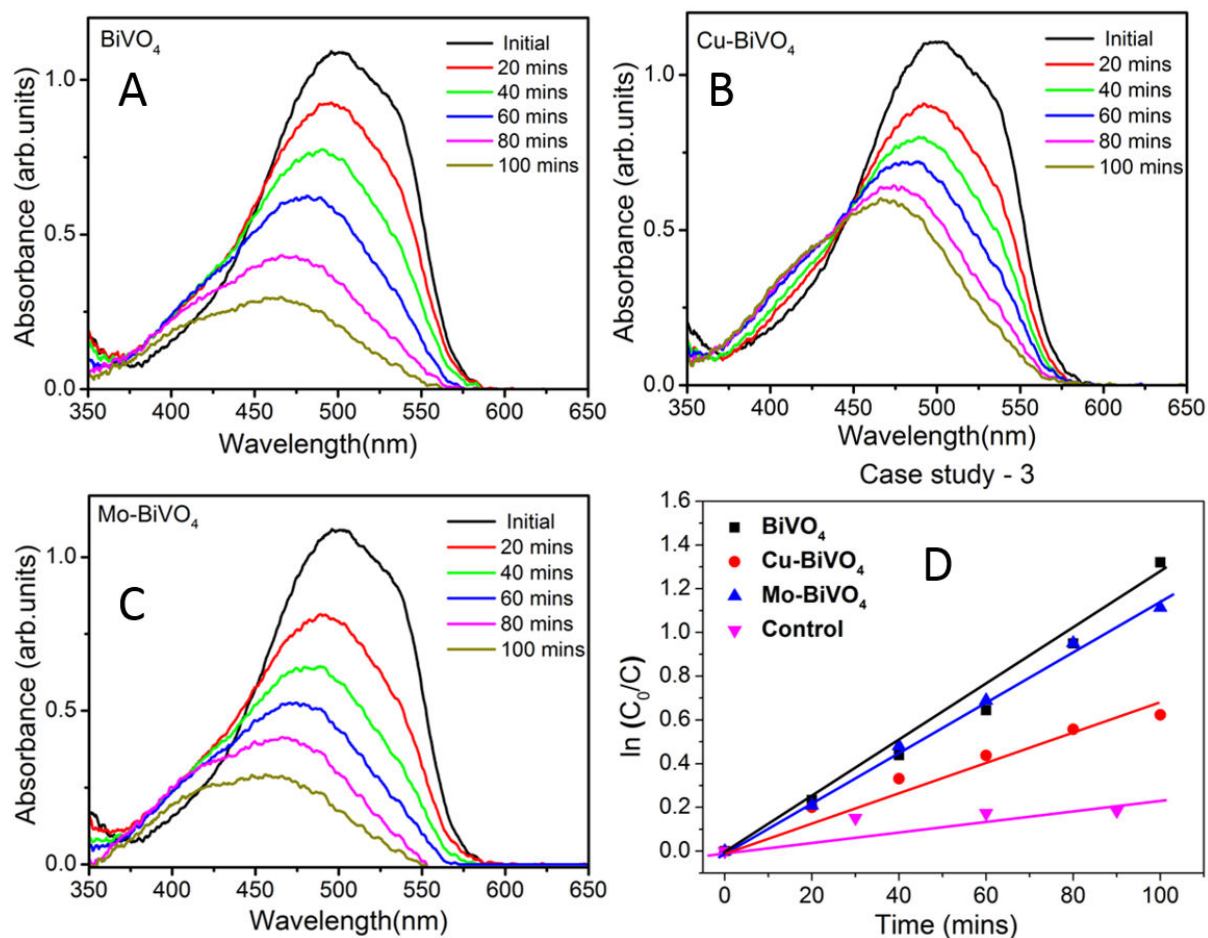 BiVO4
A
Initial
20 mins
40 mins
60 mins
80 mins
100 mins
Absorbance (arb.units)
1.0
0.5
0.0
350 400 450 500 550 600 650
Wavelength(nm)
Cu-BiVO4
B
Initial
20 mins
40 mins
60 mins
80 mins
100 mins
Absorbance (arb.units)
1.0
0.5
0.0
350 400 450 500 550 600 650
Wavelength(nm)
Mo-BiVO4
C
Initial
20 mins
40 mins
60 mins
80 mins
100 mins
Absorbance (arb.units)
1.0
0.5
0.0
350 400 450 500 550 600 650
Wavelength(nm)
Case study - 3
BiVO4
Cu-BiVO4
Mo-BiVO4
Control
D
ln (C0/C)
1.6
1.4
1.2
1.0
0.8
0.6
0.4
0.2
0.0
0 20 40 60 80 100
Time (mins)